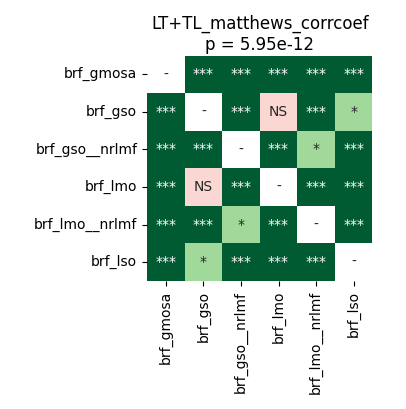 LT+TL_matthews_corrcoef
p = 5.95e-12
brf_gmosa - *** *** *** *** ***
brf_gso *** - *** NS *** *
brf_gso__nrlmf *** *** - *** * ***
brf_lmo *** NS *** - *** ***
brf_lmo__nrlmf *** *** * *** - ***
brf_lso *** * *** *** *** -
brf_gmosa
brf_gso
brf_gso__nrlmf
brf_lmo
brf_lmo__nrlmf
brf_lso